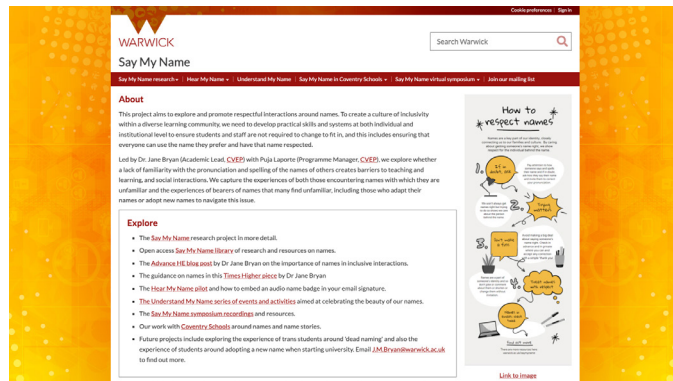 Cookie preferences | Sign in
WARWICK
Search Warwick
Say My Name
Say My Name research | Hear My Name | Understand My Name | Say My Name in Coventry Schools | Say My Name virtual symposium | Join our mailing list
About
This project aims to explore and promote respectful interactions around names. To create a culture of inclusivity
within a diverse learning community, we need to develop practical skills and systems at both individual and
institutional level to ensure students and staff are not required to change to fit in, and this includes ensuring that
everyone can use the name they prefer and have that name respected.
Led by Dr. Jane Bryan (Academic Lead, CVEP) with Puja Laporte (Programme Manager, CVEP), we explore whether
a lack of familiarity with the pronunciation and spelling of the names of others creates barriers to teaching and
learning, and social interactions. We capture the experiences of both those encountering names with which they are
unfamiliar and the experiences of bearers of names that many find unfamiliar, including those who adapt their
names or adopt new names to navigate this issue.
Explore
• The Say My Name research project in more detail.
• Open access Say My Name library of research and resources on names.
• The Advance HE blog post by Dr Jane Bryan on the importance of names in inclusive interactions.
• The guidance on names in this Times Higher piece by Dr Jane Bryan
• The Hear My Name pilot and how to embed an audio name badge in your email signature.
• The Understand My Name series of events and activities aimed at celebrating the beauty of our names.
• The Say My Name symposium recordings and resources.
• Our work with Coventry Schools around names and name stories.
• Future projects include exploring the experience of trans students around 'dead naming' and also the
experience of students around adopting a new name when starting university. Email J.M.Bryan@warwick.ac.uk
to find out more.
How to
respect names
1. If in
doubt, ask
2. Trying
matters
3. Don't make
a fuss
4. Treat names
with respect
Link to image